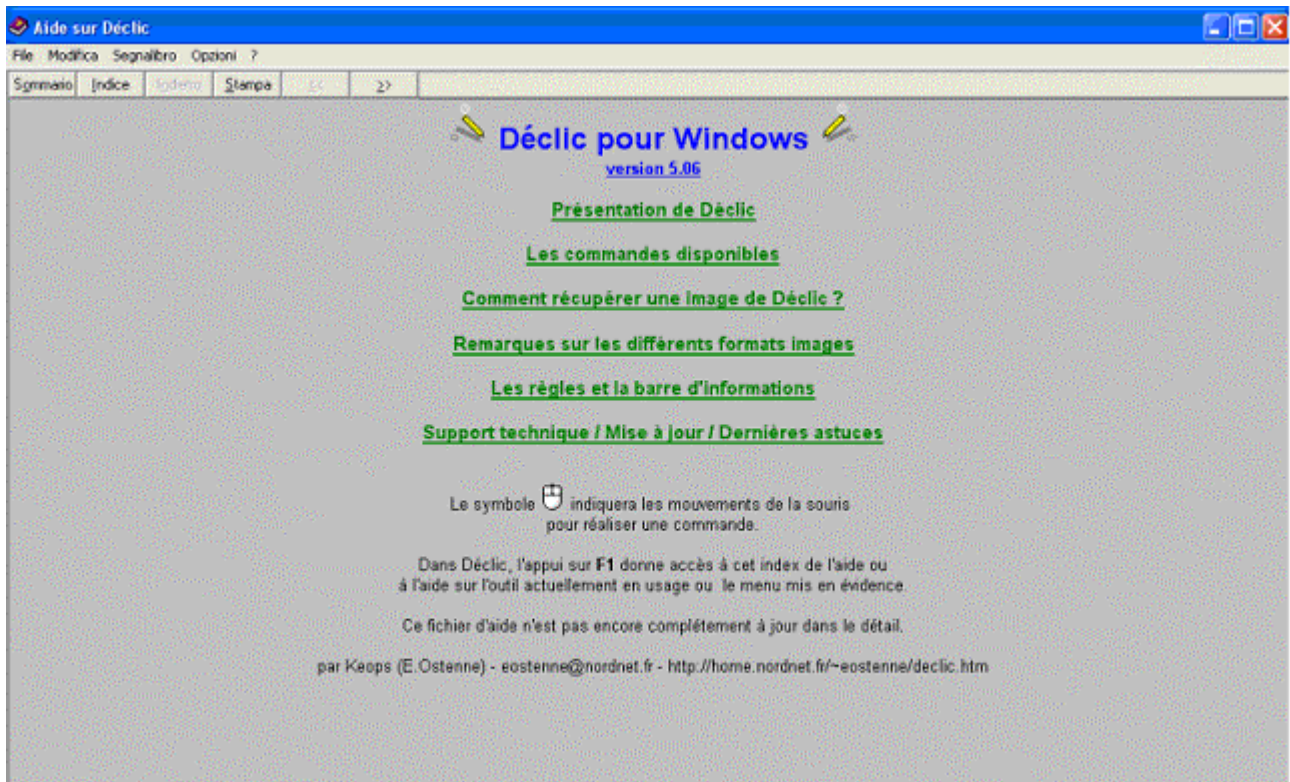 Aide sur Déclic
File Modifica Segnalibro Opzioni ?
Sommario Indice Indietro Stampa << >>
Déclic pour Windows
version 5.06
Présentation de Déclic
Les commandes disponibles
Comment récupérer une image de Déclic ?
Remarques sur les différents formats images
Les règles et la barre d'informations
Support technique / Mise à jour / Dernières astuces
Le symbole indiquera les mouvements de la souris
pour réaliser une commande.
Dans Déclic, l'appui sur F1 donne accès à cet index de l'aide ou
à l'aide sur l'outil actuellement en usage ou le menu mis en évidence.
Ce fichier d'aide n'est pas encore complétement à jour dans le détail.
par Keops (E.Ostenne) - eostenne@nordnet.fr - http://home.nordnet.fr/~eostenne/declic.htm